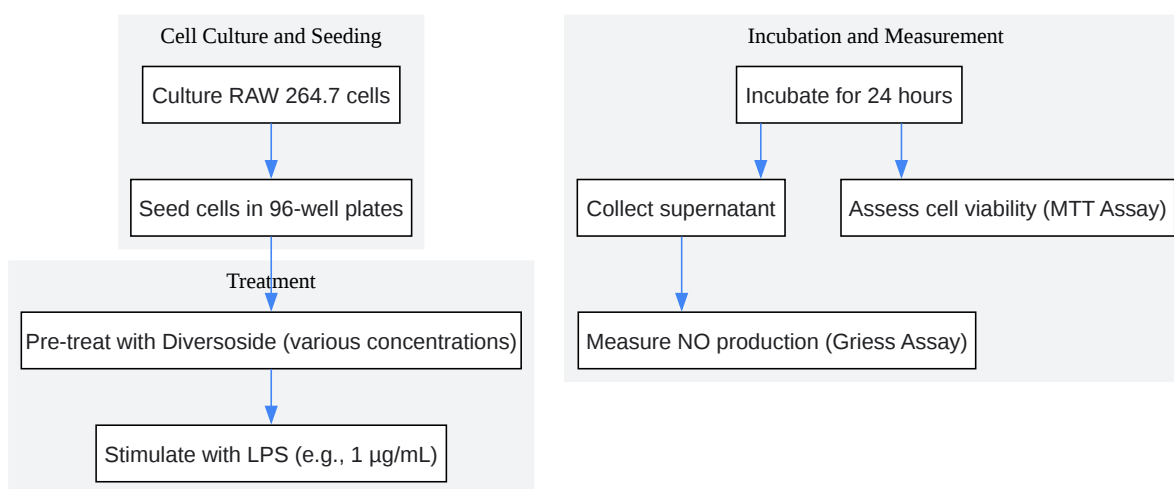 Cell Culture and Seeding
Culture RAW 264.7 cells
Seed cells in 96-well plates
Treatment
Pre-treat with Diversoside (various concentrations)
Stimulate with LPS (e.g., 1 µg/mL)
Incubation and Measurement
Incubate for 24 hours
Collect supernatant
Assess cell viability (MTT Assay)
Measure NO production (Griess Assay)